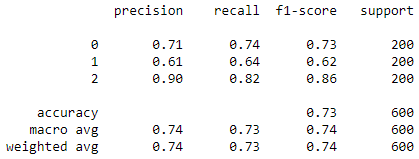 precision recall f1-score support
0 0.71 0.74 0.73 200
1 0.61 0.64 0.62 200
2 0.90 0.82 0.86 200
accuracy 0.73 600
macro avg 0.74 0.73 0.74 600
weighted avg 0.74 0.73 0.74 600